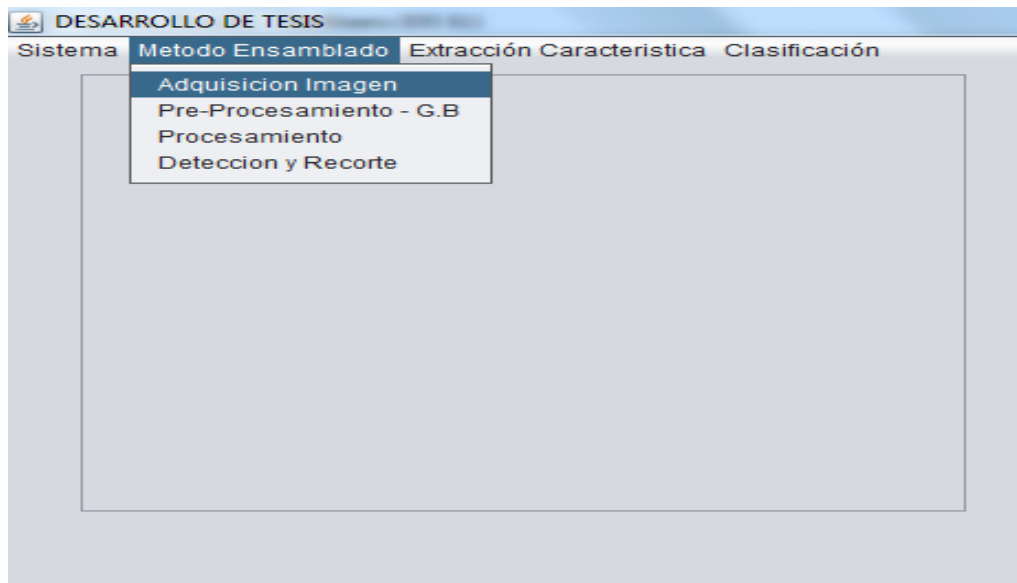 DESARROLLO DE TESIS
Sistema Metodo Ensamblado Extracción Caracteristica Clasificación
Adquisicion Imagen
Pre-Procesamiento - G.B
Procesamiento
Deteccion y Recorte